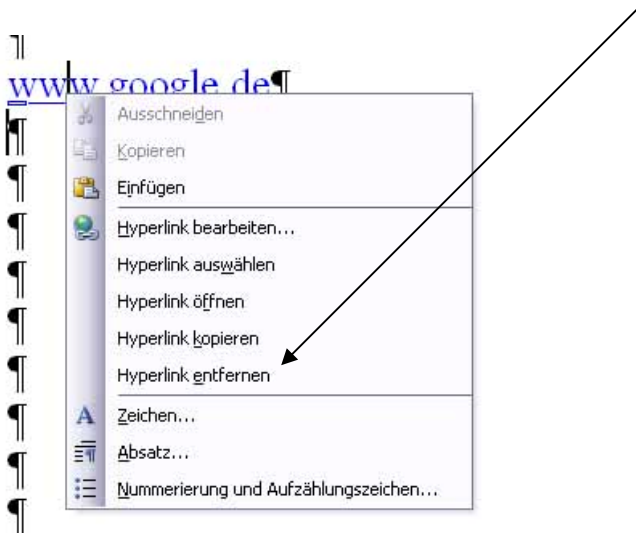 ¶
www.google.de¶
¶
Ausschneiden
Kopieren
¶
Einfügen
¶
Hyperlink bearbeiten...
¶
Hyperlink auswählen
Hyperlink öffnen
¶
Hyperlink kopieren
¶
Hyperlink entfernen
¶
Zeichen...
¶
Absatz...
¶
Nummerierung und Aufzählungszeichen...
¶